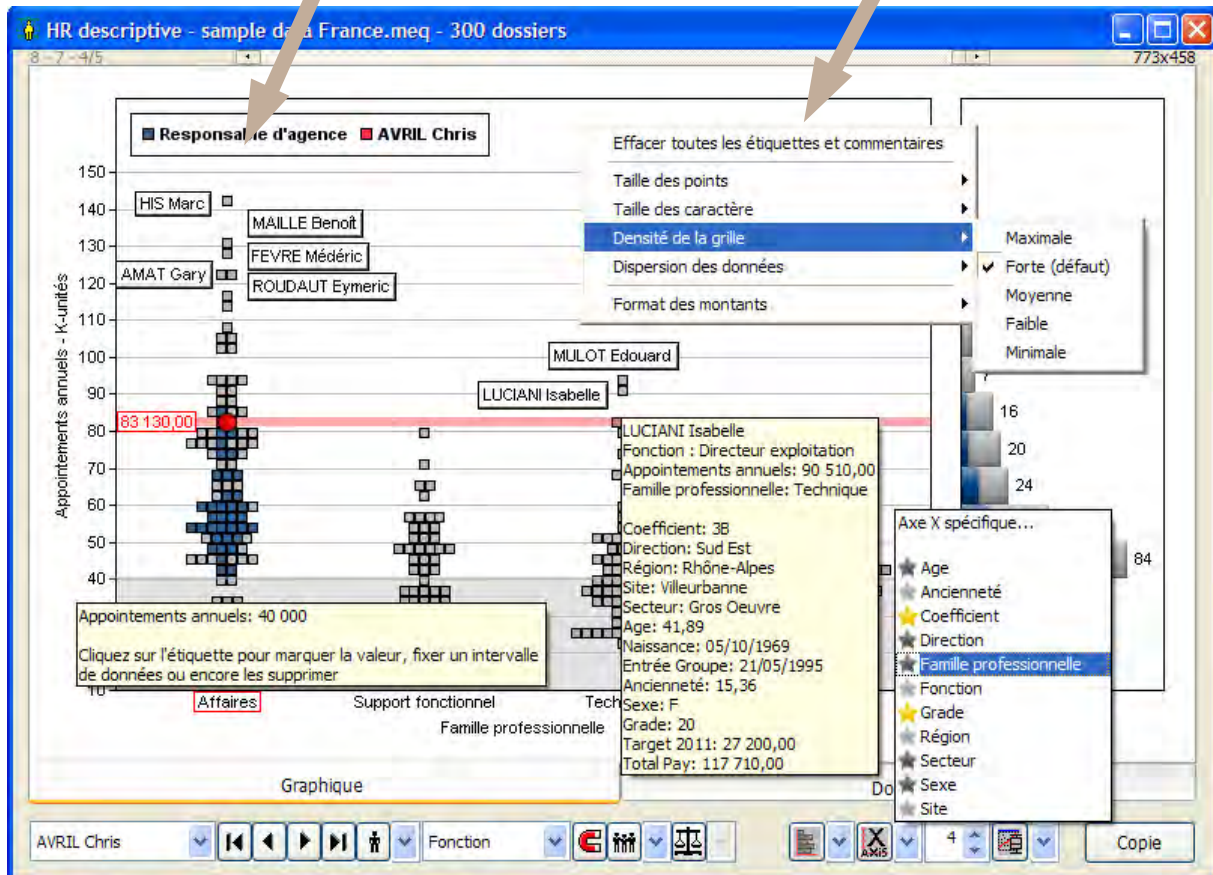 HR descriptive - sample data France.meq - 300 dossiers
8 - 7 - 4/5
773x458
Responsable d'agence AVRIL Chris
Effacer toutes les étiquettes et commentaires
Taille des points
Taille des caractère
Densité de la grille
Dispersion des données
Format des montants
Maximale
Forte (défaut)
Moyenne
Faible
Minimale
Appointements annuels - K-unités
150
140
130
120
110
100
90
80
70
60
50
40
10
HIS Marc
MAILLE Benoît
FEVRE Médéric
AMAT Gary
ROUDAUT Eymeric
MULOT Edouard
LUCIANI Isabelle
83 130,00
7
16
20
24
84
LUCIANI Isabelle
Fonction : Directeur exploitation
Appointements annuels: 90 510,00
Famille professionnelle: Technique
Coefficient: 3B
Direction: Sud Est
Région: Rhône-Alpes
Site: Villeurbanne
Secteur: Gros Oeuvre
Age: 41,89
Naissance: 05/10/1969
Entrée Groupe: 21/05/1995
Ancienneté: 15,36
Sexe: F
Grade: 20
Target 2011: 27 200,00
Total Pay: 117 710,00
Appointements annuels: 40 000
Cliquez sur l'étiquette pour marquer la valeur, fixer un intervalle
de données ou encore les supprimer
Axe X spécifique...
Age
Ancienneté
Coefficient
Direction
Famille professionnelle
Fonction
Grade
Région
Secteur
Sexe
Site
Affaires
Support fonctionnel
Tech
Famille professionnelle
Graphique
Do
AVRIL Chris
Fonction
X
AXIS
4
Copie